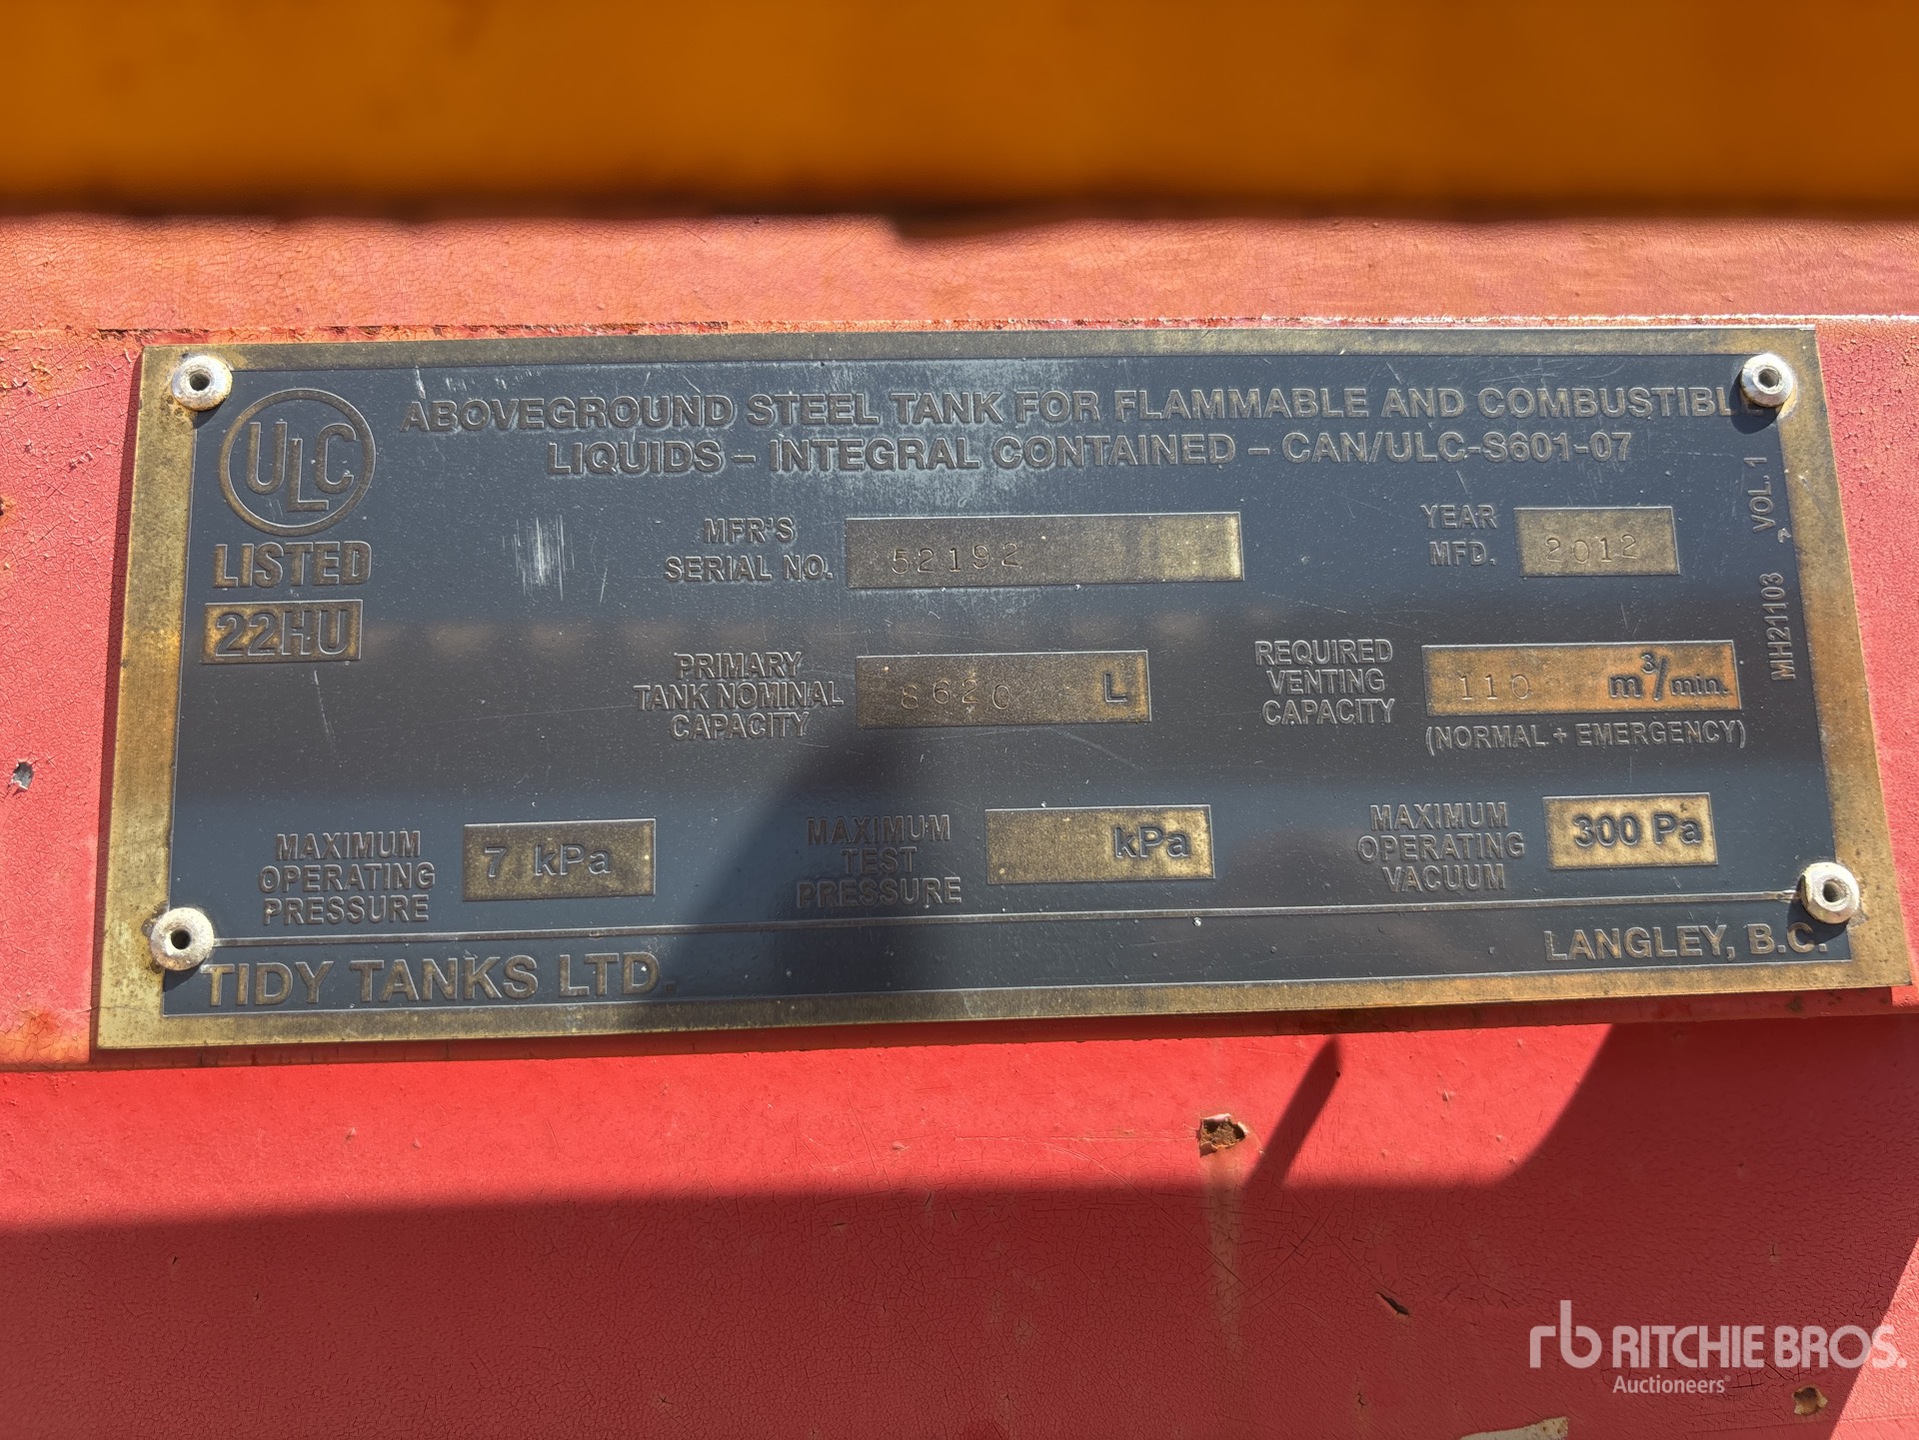 ULC
LISTED
22HU
ABOVEGROUND STEEL TANK FOR FLAMMABLE AND COMBUSTIBLE
LIQUIDS – INTEGRAL CONTAINED – CAN/ULC-S601-07
MFR'S
SERIAL NO.
52192
YEAR
MFD.
2012
PRIMARY
TANK NOMINAL
CAPACITY
8620 L
REQUIRED
VENTING
CAPACITY
110 m³/min.
(NORMAL + EMERGENCY)
MH21103 VOL. 1
MAXIMUM
OPERATING
PRESSURE
7 kPa
MAXIMUM
TEST
PRESSURE
kPa
MAXIMUM
OPERATING
VACUUM
300 Pa
TIDY TANKS LTD.
LANGLEY, B.C.
rb RITCHIE BROS.
Auctioneers